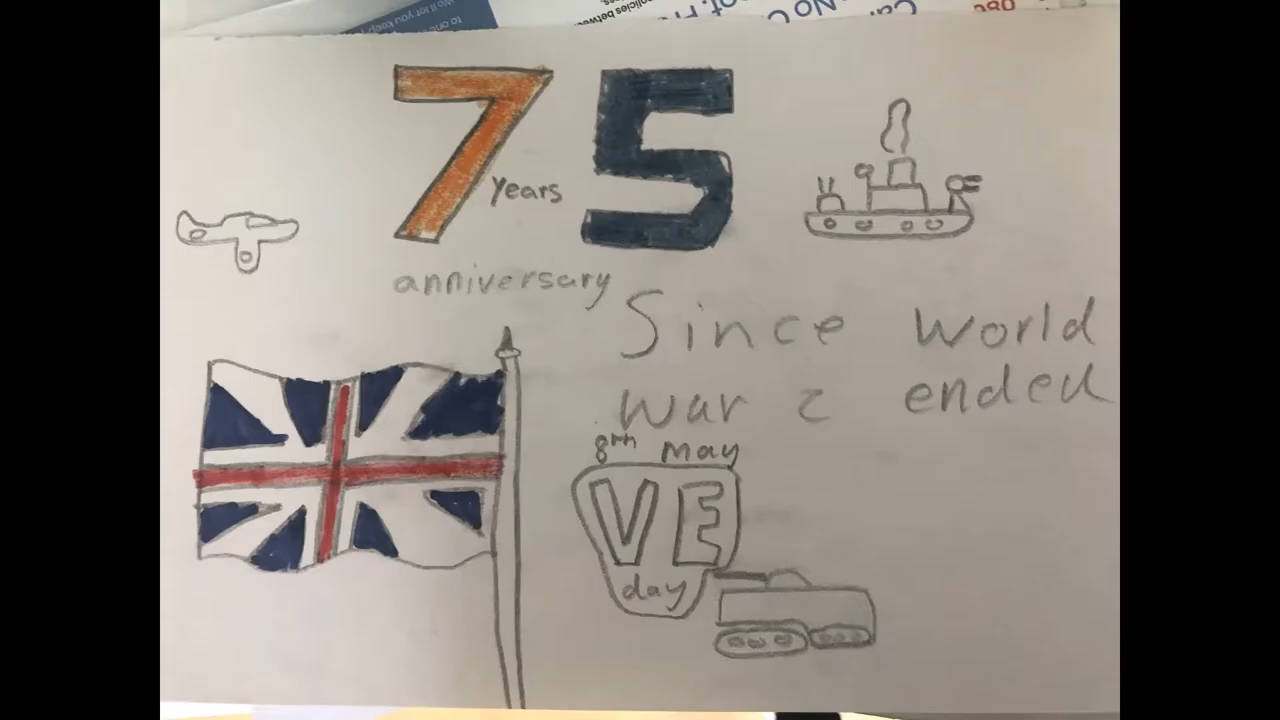 75
years
anniversary
Since world
war 2 ended
8th May
VE
day